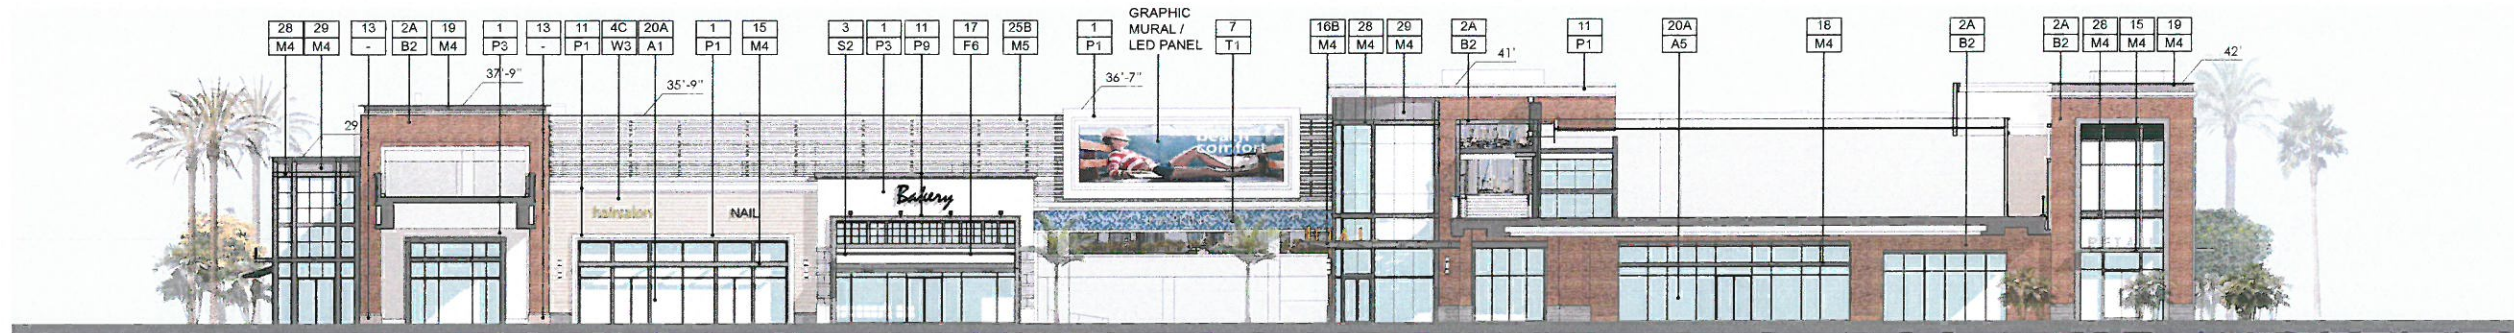 28 29 13 2A 19 1 13 11 4C 20A 1 15 3 1 11 17 25B 1 GRAPHIC 7 16B 28 29 2A 11 20A 18 2A 2A 28 15 19
M4 M4 - B2 M4 P3 - P1 W3 A1 P1 M4 S2 P3 P9 F6 M5 P1 MURAL / T1 M4 M4 M4 B2 P1 A5 M4 B2 B2 M4 M4 M4
LED PANEL
37'-9" 35'-9" 36'-7" 41' 42'
29
beach
comfort
hairsalon NAIL Bakery
RETAIL